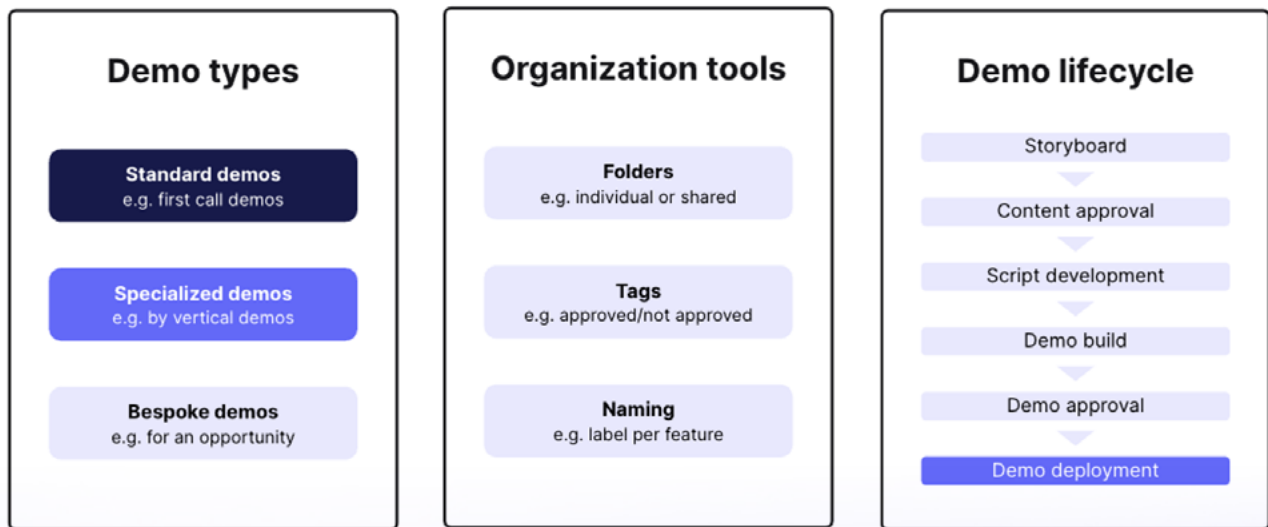 Demo types
Standard demos
e.g. first call demos
Specialized demos
e.g. by vertical demos
Bespoke demos
e.g. for an opportunity
Organization tools
Folders
e.g. individual or shared
Tags
e.g. approved/not approved
Naming
e.g. label per feature
Demo lifecycle
Storyboard
Content approval
Script development
Demo build
Demo approval
Demo deployment